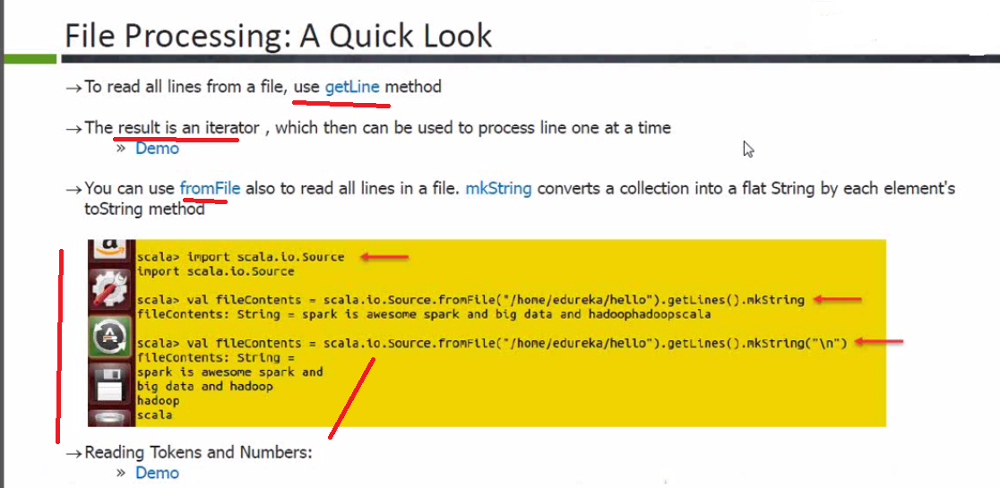 File Processing: A Quick Look
→To read all lines from a file, use getLine method
→The result is an iterator , which then can be used to process line one at a time
» Demo
→You can use fromFile also to read all lines in a file. mkString converts a collection into a flat String by each element's
toString method
a
scala> import scala.io.Source
import scala.io.Source
scala> val fileContents = scala.io.Source.fromFile("/home/edureka/hello").getLines().mkString
fileContents: String = spark is awesome spark and big data and hadoophadoopscala
scala> val fileContents = scala.io.Source.fromFile("/home/edureka/hello").getLines().mkString("\n")
fileContents: String =
spark is awesome spark and
big data and hadoop
hadoop
scala
→Reading Tokens and Numbers:
» Demo